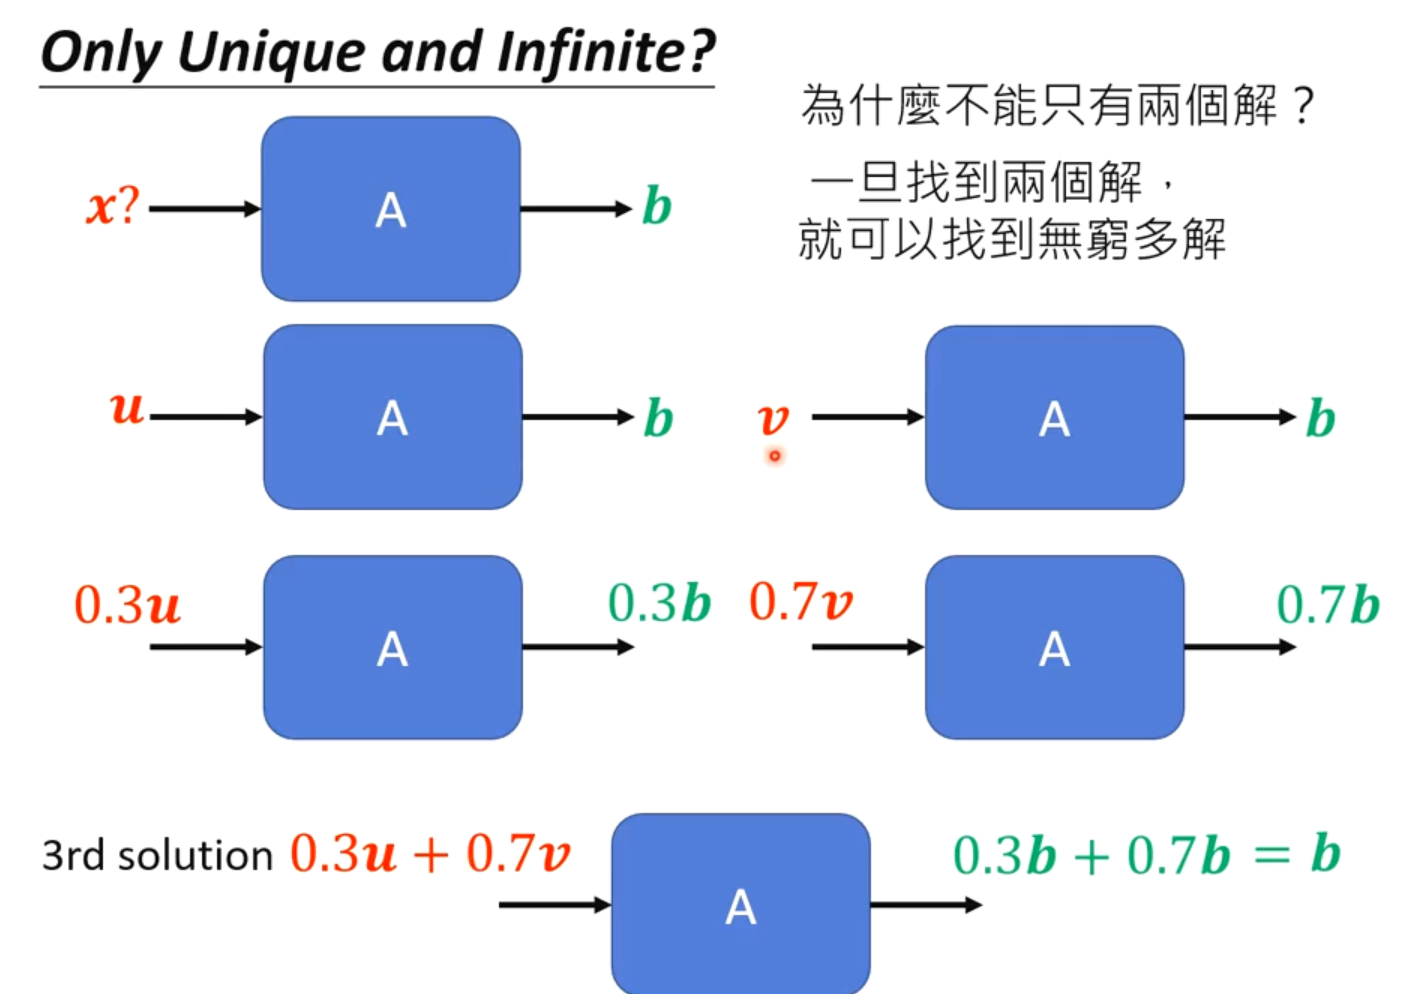 Only Unique and Infinite?
為什麼不能只有兩個解？
一旦找到兩個解，
就可以找到無窮多解
x? A b
u A b
v A b
0.3u A 0.3b
0.7v A 0.7b
3rd solution 0.3u + 0.7v A 0.3b + 0.7b = b